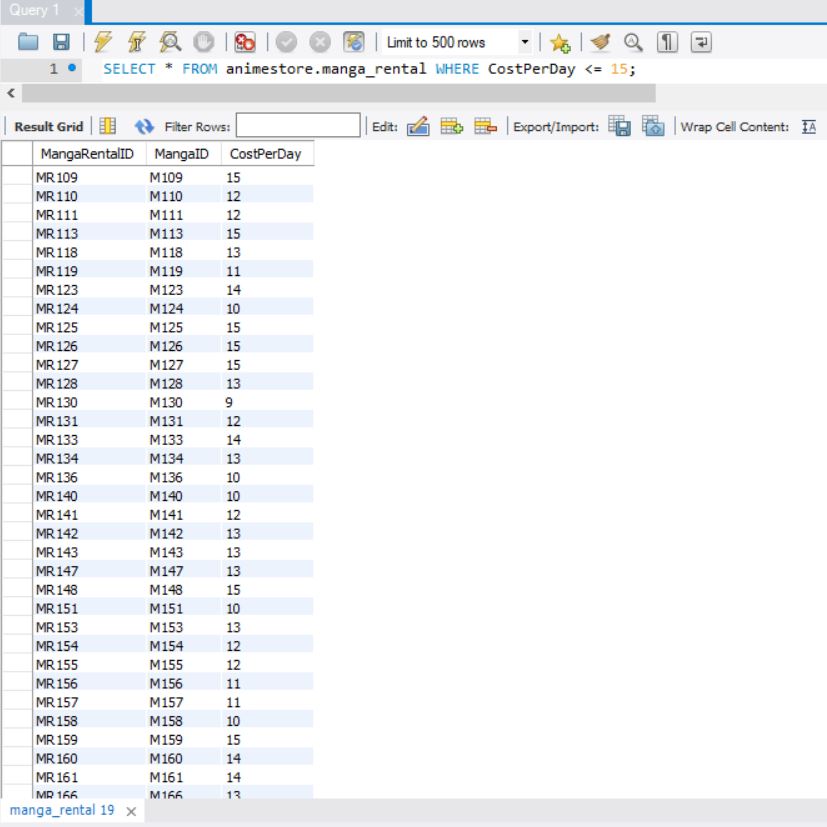 Query 1
Limit to 500 rows
1 SELECT * FROM animestore.manga_rental WHERE CostPerDay <= 15;
Result Grid Filter Rows: Edit: Export/Import: Wrap Cell Content:
MangaRentalID MangaID CostPerDay
MR109 M109 15
MR110 M110 12
MR111 M111 12
MR113 M113 15
MR118 M118 13
MR119 M119 11
MR123 M123 14
MR124 M124 10
MR125 M125 15
MR126 M126 15
MR127 M127 15
MR128 M128 13
MR130 M130 9
MR131 M131 12
MR133 M133 14
MR134 M134 13
MR136 M136 10
MR140 M140 10
MR141 M141 12
MR142 M142 13
MR143 M143 13
MR147 M147 13
MR148 M148 15
MR151 M151 10
MR153 M153 13
MR154 M154 12
MR155 M155 12
MR156 M156 11
MR157 M157 11
MR158 M158 10
MR159 M159 15
MR160 M160 14
MR161 M161 14
MR166 M166 13
manga_rental 19